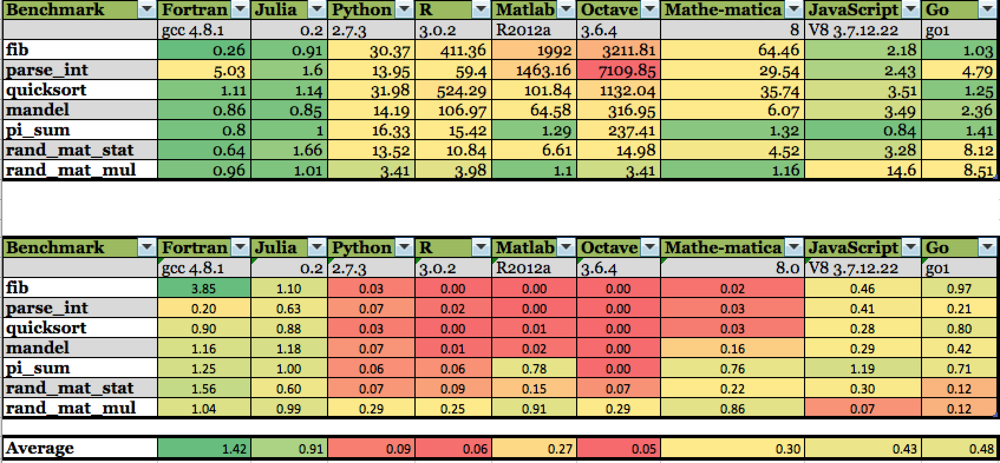 Benchmark Fortran Julia Python R Matlab Octave Mathe-matica JavaScript Go
gcc 4.8.1 0.2 2.7.3 3.0.2 R2012a 3.6.4 8 V8 3.7.12.22 go1
fib 0.26 0.91 30.37 411.36 1992 3211.81 64.46 2.18 1.03
parse_int 5.03 1.6 13.95 59.4 1463.16 7109.85 29.54 2.43 4.79
quicksort 1.11 1.14 31.98 524.29 101.84 1132.04 35.74 3.51 1.25
mandel 0.86 0.85 14.19 106.97 64.58 316.95 6.07 3.49 2.36
pi_sum 0.8 1 16.33 15.42 1.29 237.41 1.32 0.84 1.41
rand_mat_stat 0.64 1.66 13.52 10.84 6.61 14.98 4.52 3.28 8.12
rand_mat_mul 0.96 1.01 3.41 3.98 1.1 3.41 1.16 14.6 8.51
Benchmark Fortran Julia Python R Matlab Octave Mathe-matica JavaScript Go
gcc 4.8.1 0.2 2.7.3 3.0.2 R2012a 3.6.4 8.0 V8 3.7.12.22 go1
fib 3.85 1.10 0.03 0.00 0.00 0.00 0.02 0.46 0.97
parse_int 0.20 0.63 0.07 0.02 0.00 0.00 0.03 0.41 0.21
quicksort 0.90 0.88 0.03 0.00 0.01 0.00 0.03 0.28 0.80
mandel 1.16 1.18 0.07 0.01 0.02 0.00 0.16 0.29 0.42
pi_sum 1.25 1.00 0.06 0.06 0.78 0.00 0.76 1.19 0.71
rand_mat_stat 1.56 0.60 0.07 0.09 0.15 0.07 0.22 0.30 0.12
rand_mat_mul 1.04 0.99 0.29 0.25 0.91 0.29 0.86 0.07 0.12
Average 1.42 0.91 0.09 0.06 0.27 0.05 0.30 0.43 0.48